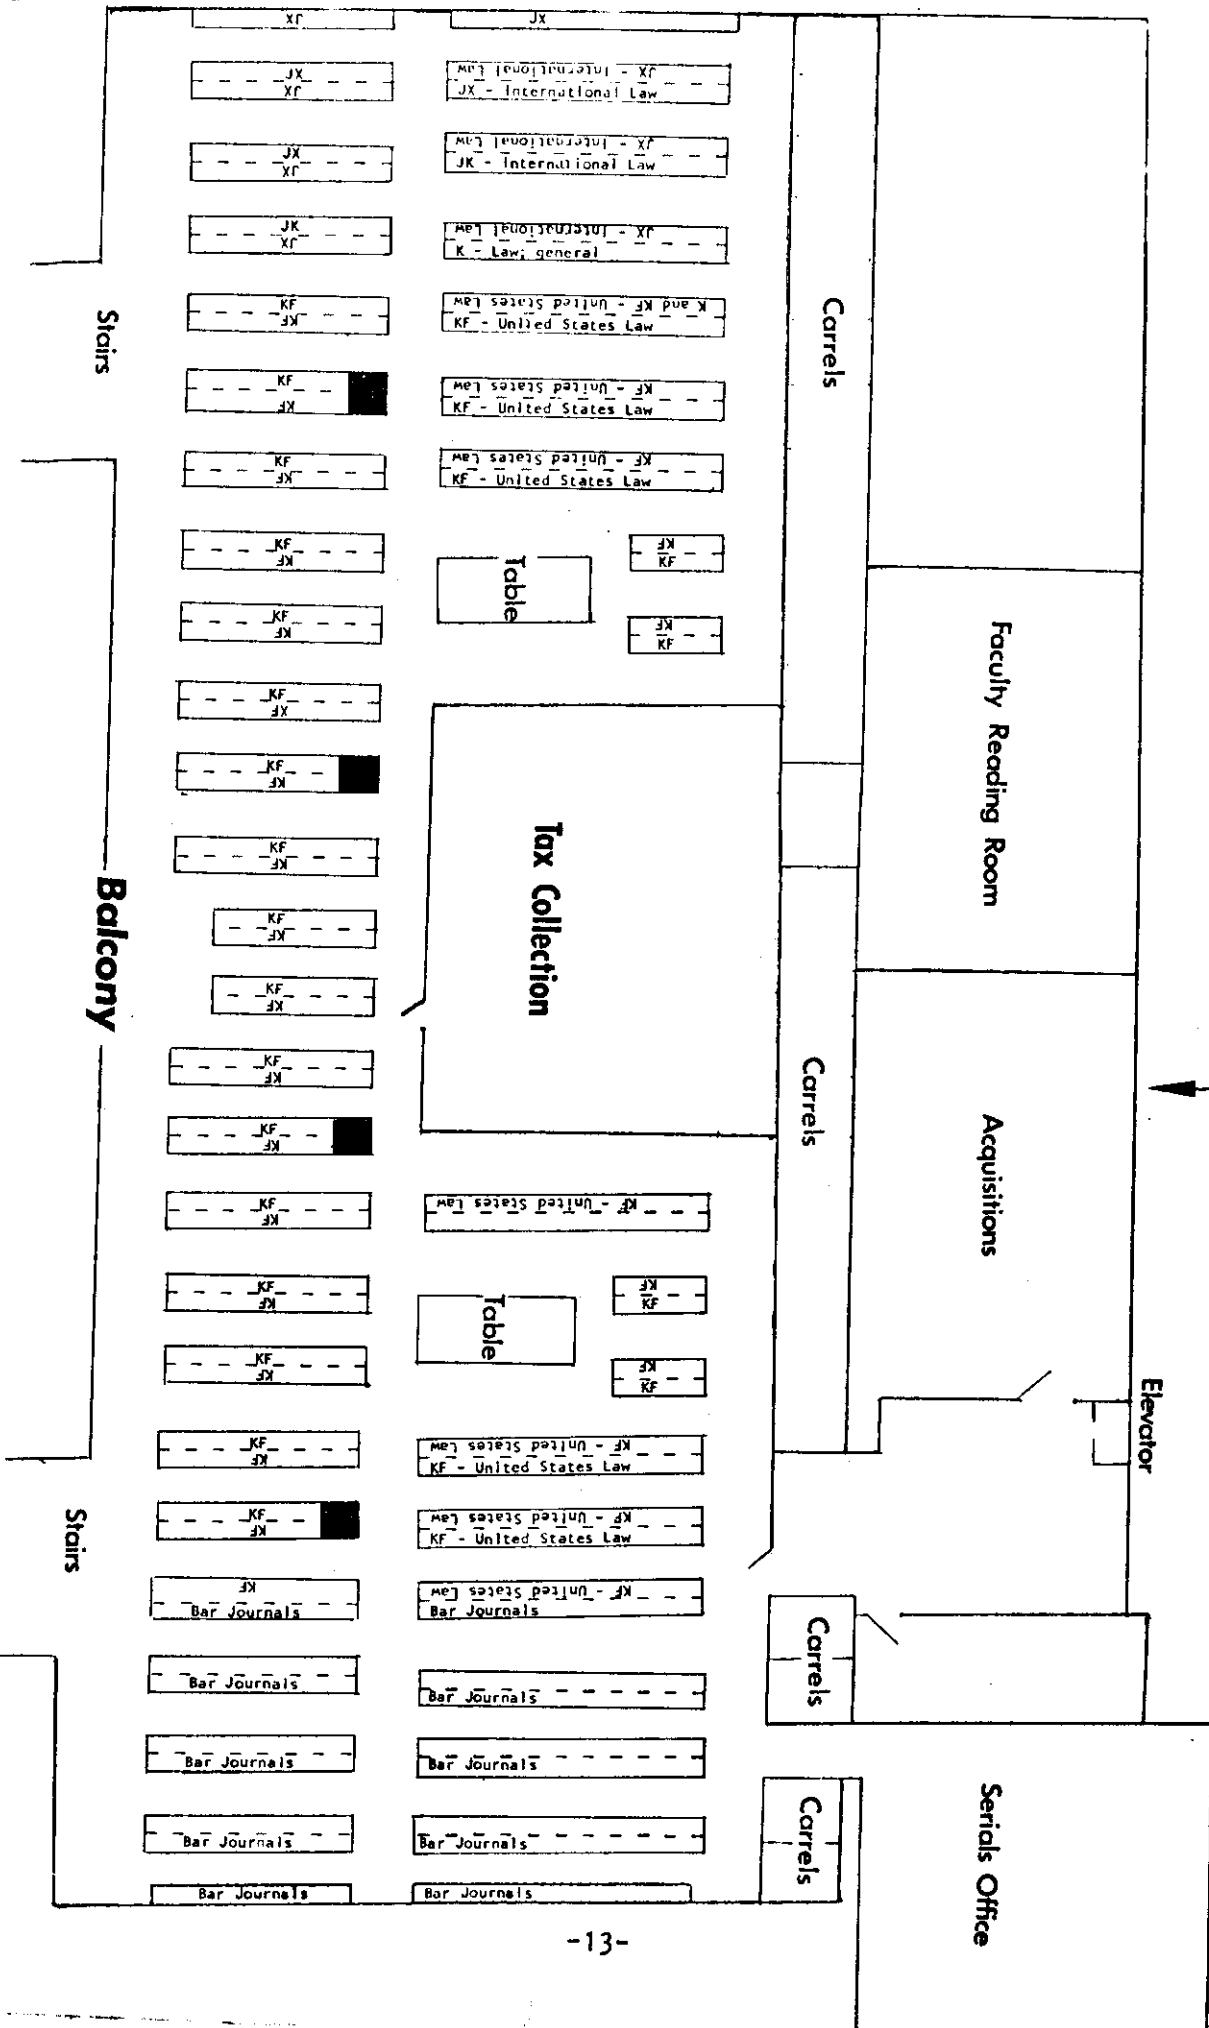 JX JX
JX JX - International Law
JX JX - International Law
JX JX - International Law
JX JK - International Law
JK JX - International Law
JX K - Law; general
KF K and KF - United States Law
KF KF - United States Law
KF KF - United States Law
KF KF - United States Law
KF KF - United States Law
KF KF - United States Law
Stairs
Carrels
KF KF
KF KF
Table
KF KF
KF KF
Faculty Reading Room
KF
KF
KF
KF
Tax Collection
KF
KF
KF
KF
Balcony
KF
KF
KF
KF
Carrels
Acquisitions
KF
KF
KF KF - United States Law
KF
KF KF
KF KF
Table
KF KF
KF KF
Elevator
KF KF - United States Law
KF KF - United States Law
KF KF - United States Law
KF KF - United States Law
Stairs
KF KF - United States Law
Bar Journals Bar Journals
Carrels
Bar Journals Bar Journals
Bar Journals Bar Journals
Carrels
Serials Office
Bar Journals Bar Journals
Bar Journals Bar Journals
-13-